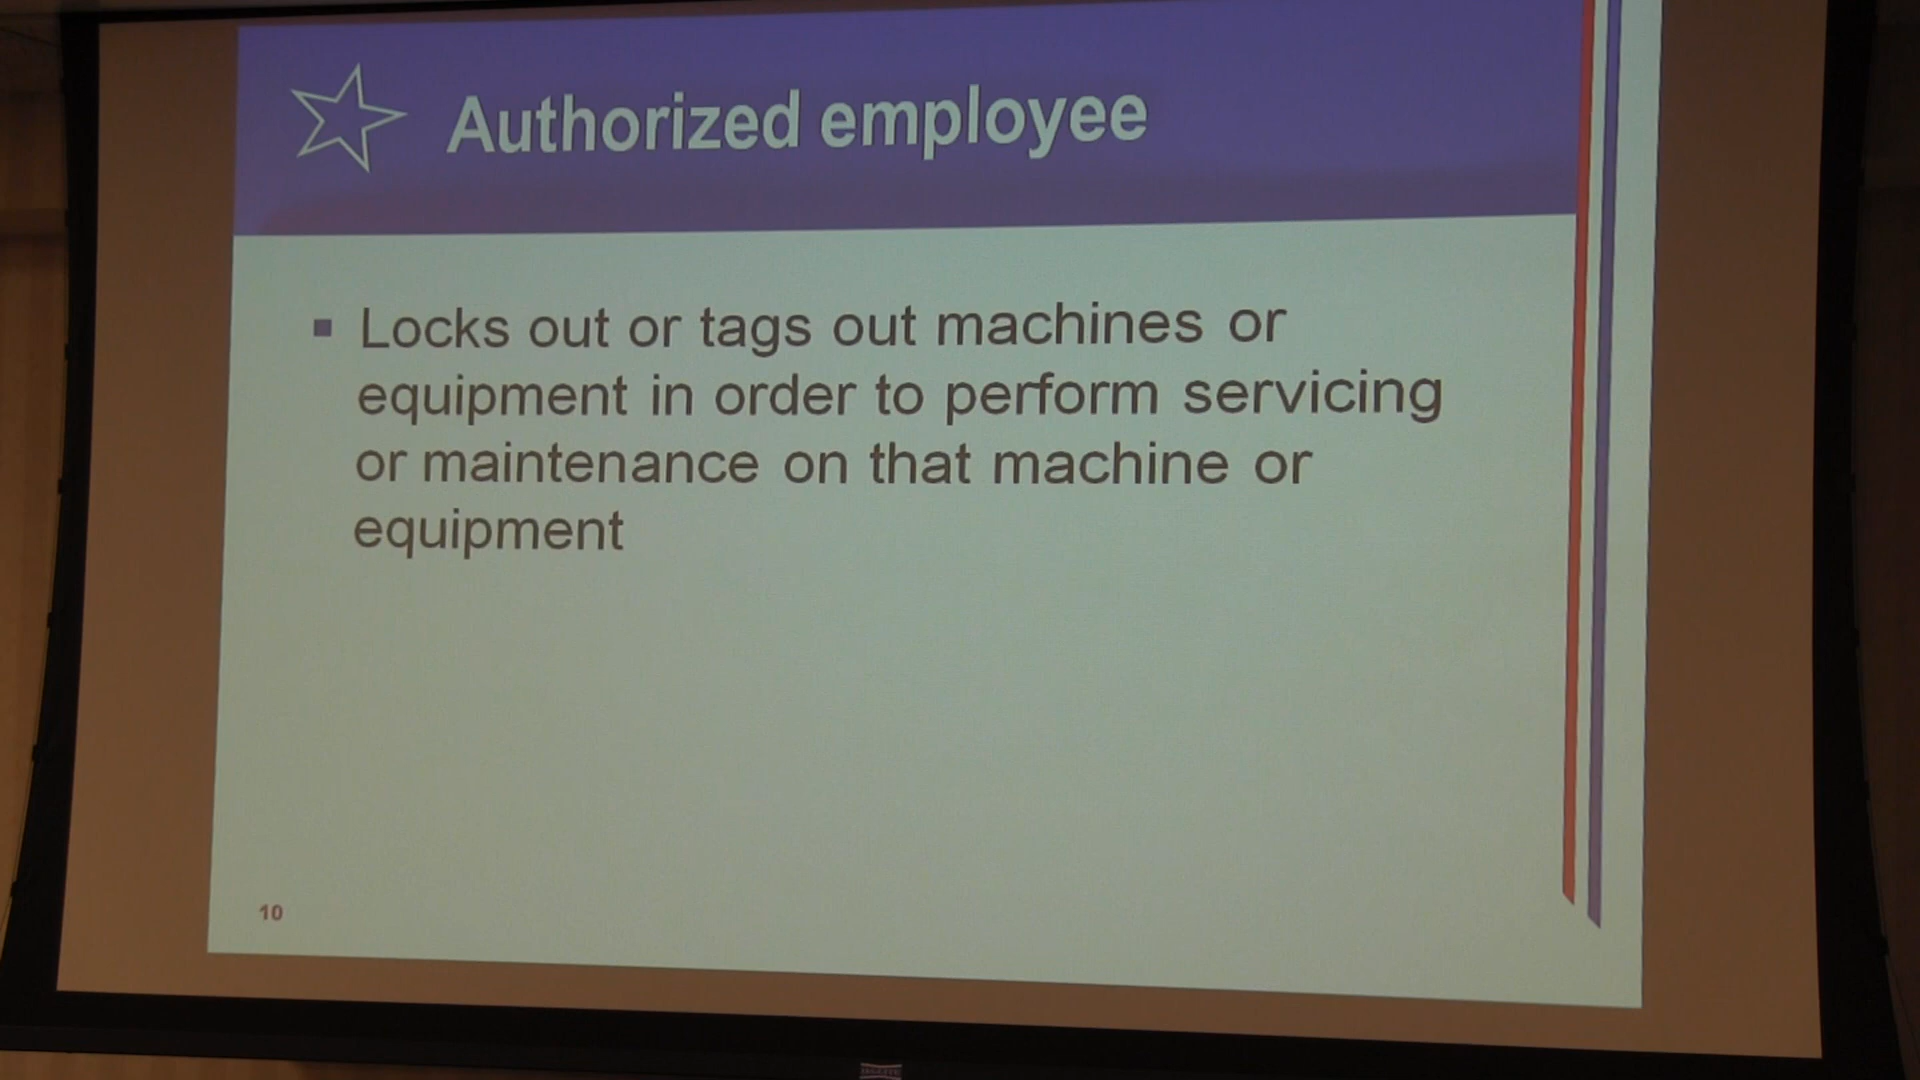 Authorized employee
▪ Locks out or tags out machines or
equipment in order to perform servicing
or maintenance on that machine or
equipment
10